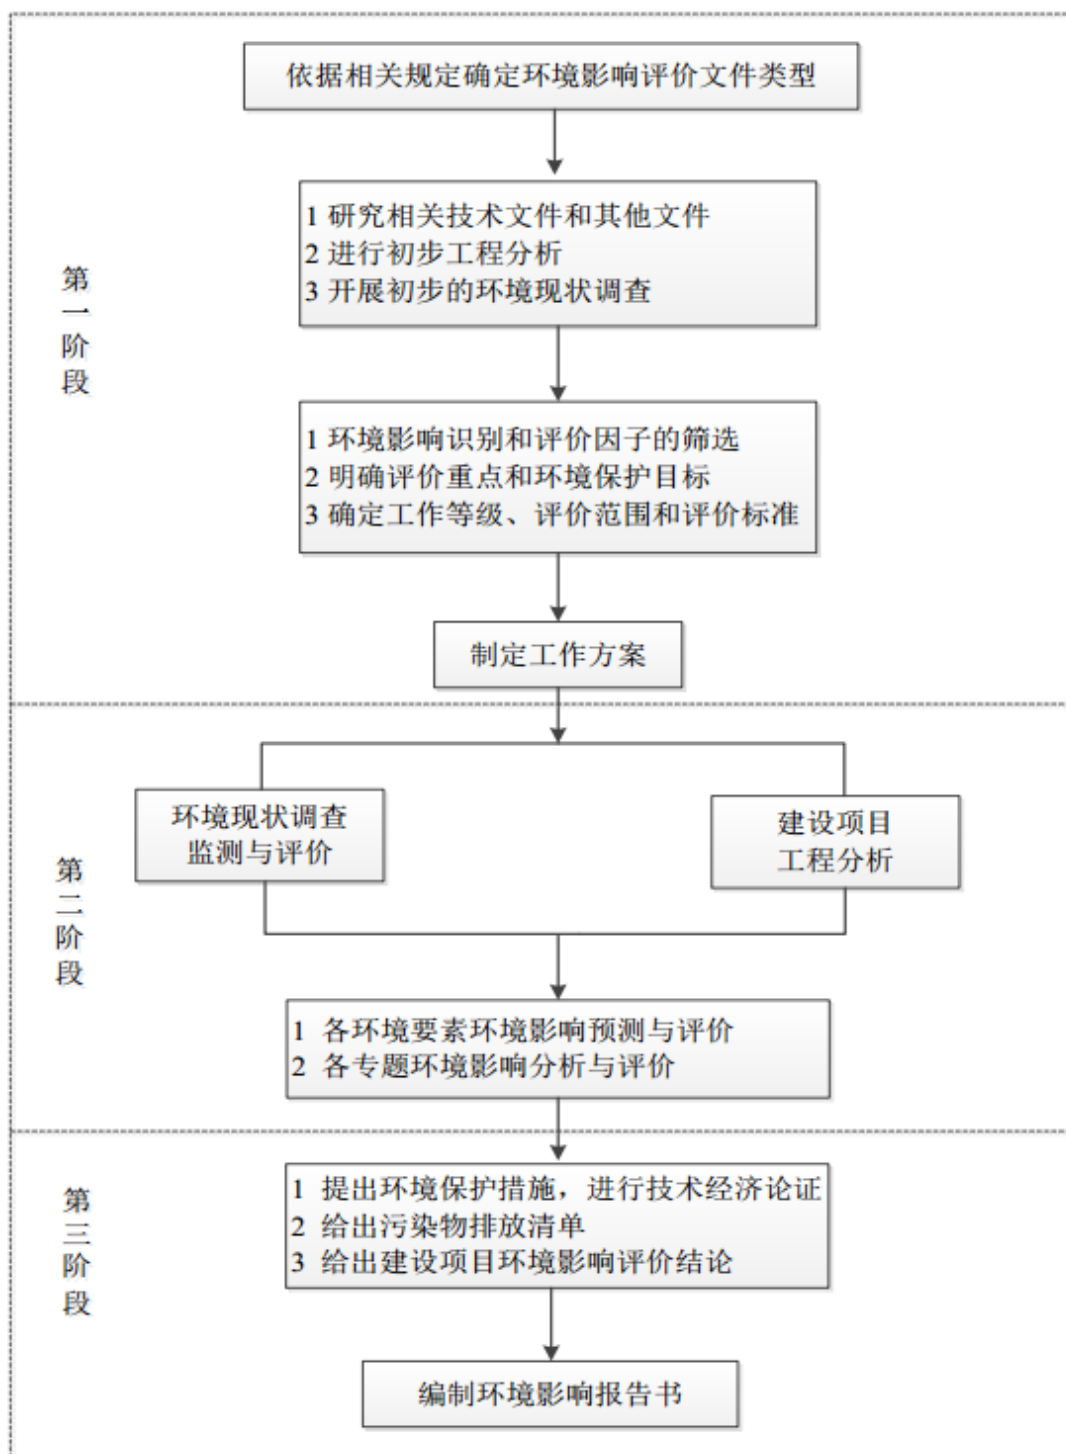 依据相关规定确定环境影响评价文件类型
第一阶段
1 研究相关技术文件和其他文件
2 进行初步工程分析
3 开展初步的环境现状调查
1 环境影响识别和评价因子的筛选
2 明确评价重点和环境保护目标
3 确定工作等级、评价范围和评价标准
制定工作方案
第二阶段
环境现状调查
监测与评价
建设项目
工程分析
1 各环境要素环境影响预测与评价
2 各专题环境影响分析与评价
第三阶段
1 提出环境保护措施，进行技术经济论证
2 给出污染物排放清单
3 给出建设项目环境影响评价结论
编制环境影响报告书